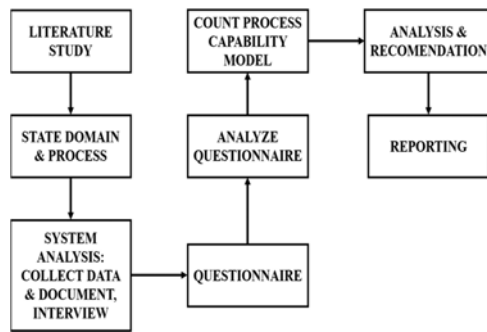 LITERATURE
STUDY
STATE DOMAIN
& PROCESS
SYSTEM
ANALYSIS:
COLLECT DATA
& DOCUMENT,
INTERVIEW
QUESTIONNAIRE
ANALYZE
QUESTIONNAIRE
COUNT PROCESS
CAPABILITY
MODEL
ANALYSIS &
RECOMENDATION
REPORTING